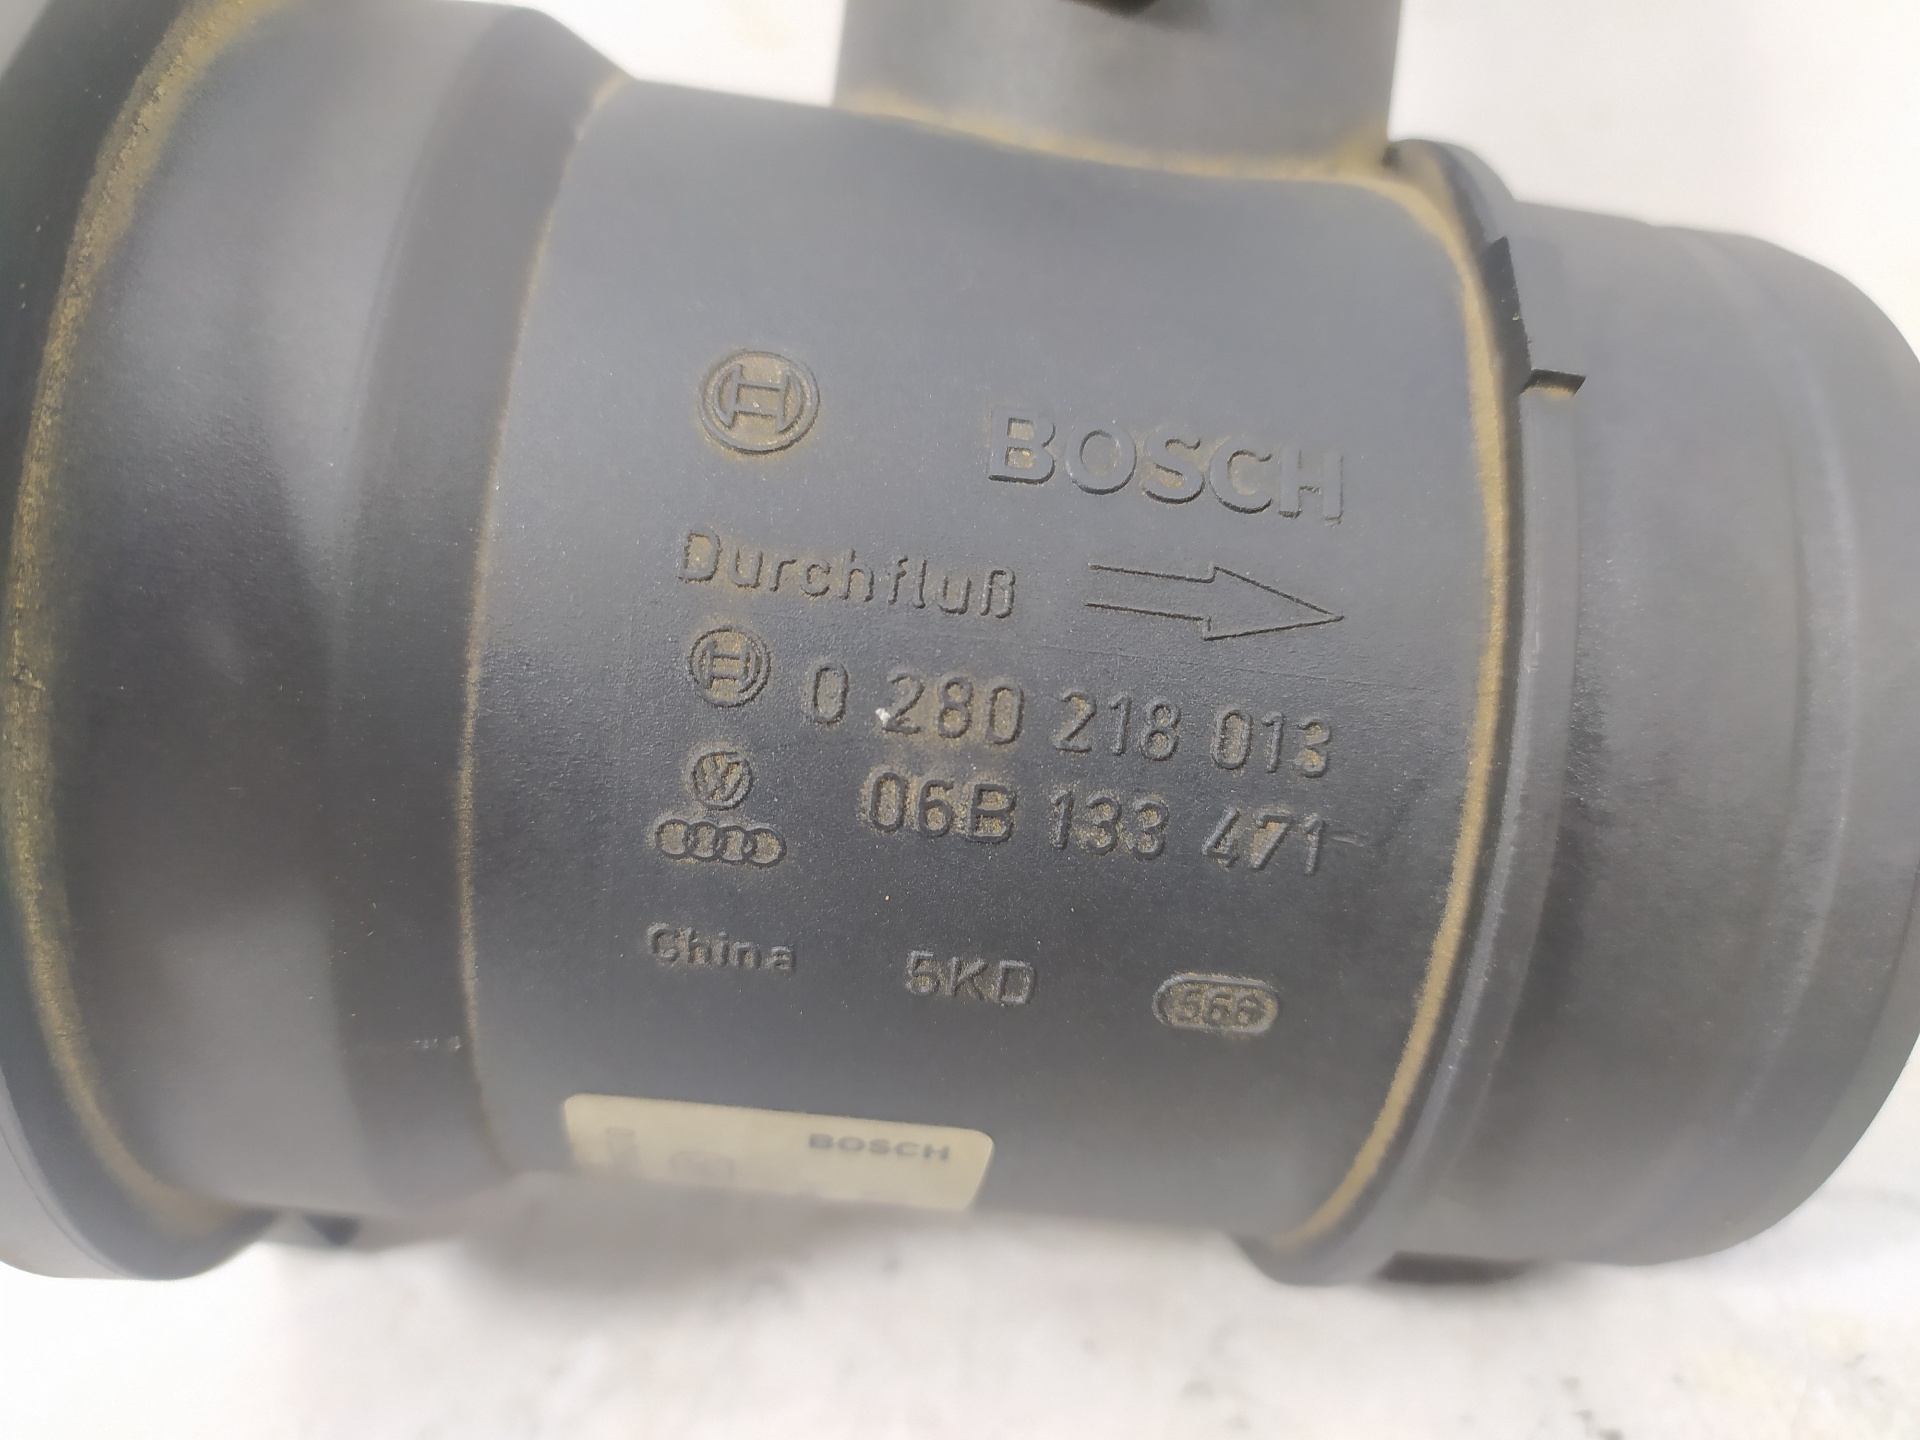 BOSCH
Durchfluß
0 280 218 013
06B 133 471
China 5KD 566
BOSCH